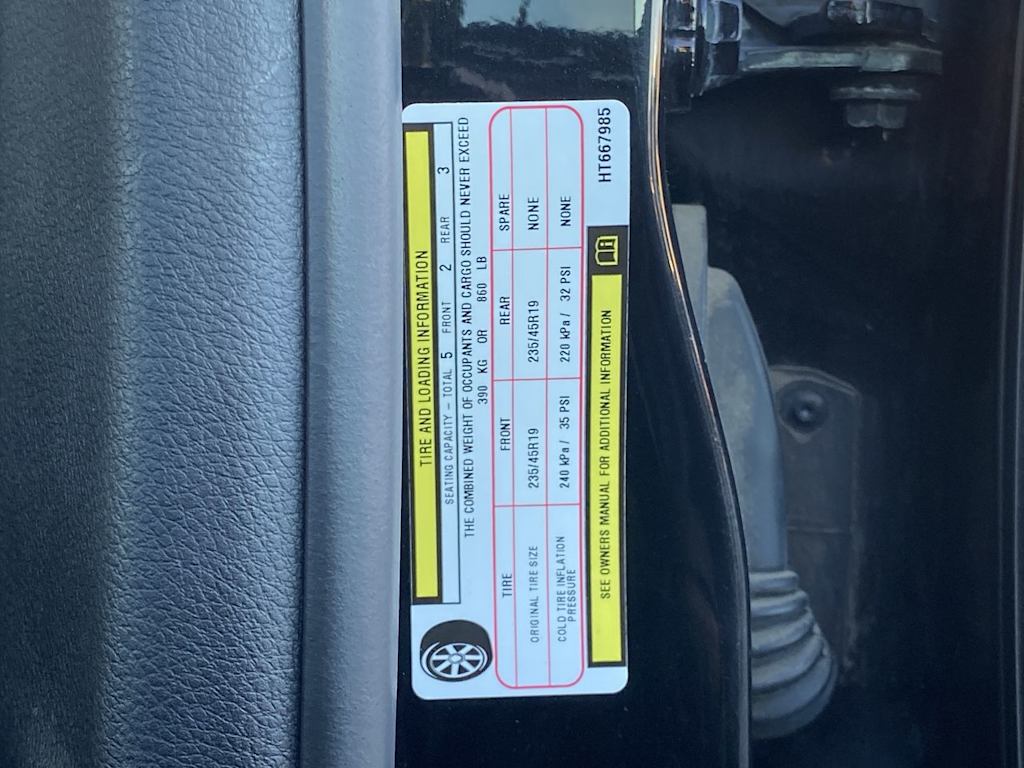 TIRE AND LOADING INFORMATION
SEATING CAPACITY – TOTAL 5 FRONT 2 REAR 3
THE COMBINED WEIGHT OF OCCUPANTS AND CARGO SHOULD NEVER EXCEED
390 KG OR 860 LB
TIRE FRONT REAR SPARE
ORIGINAL TIRE SIZE 235/45R19 235/45R19 NONE
COLD TIRE INFLATION
PRESSURE 240 kPa / 35 PSI 220 kPa / 32 PSI NONE
SEE OWNERS MANUAL FOR ADDITIONAL INFORMATION
HT667985